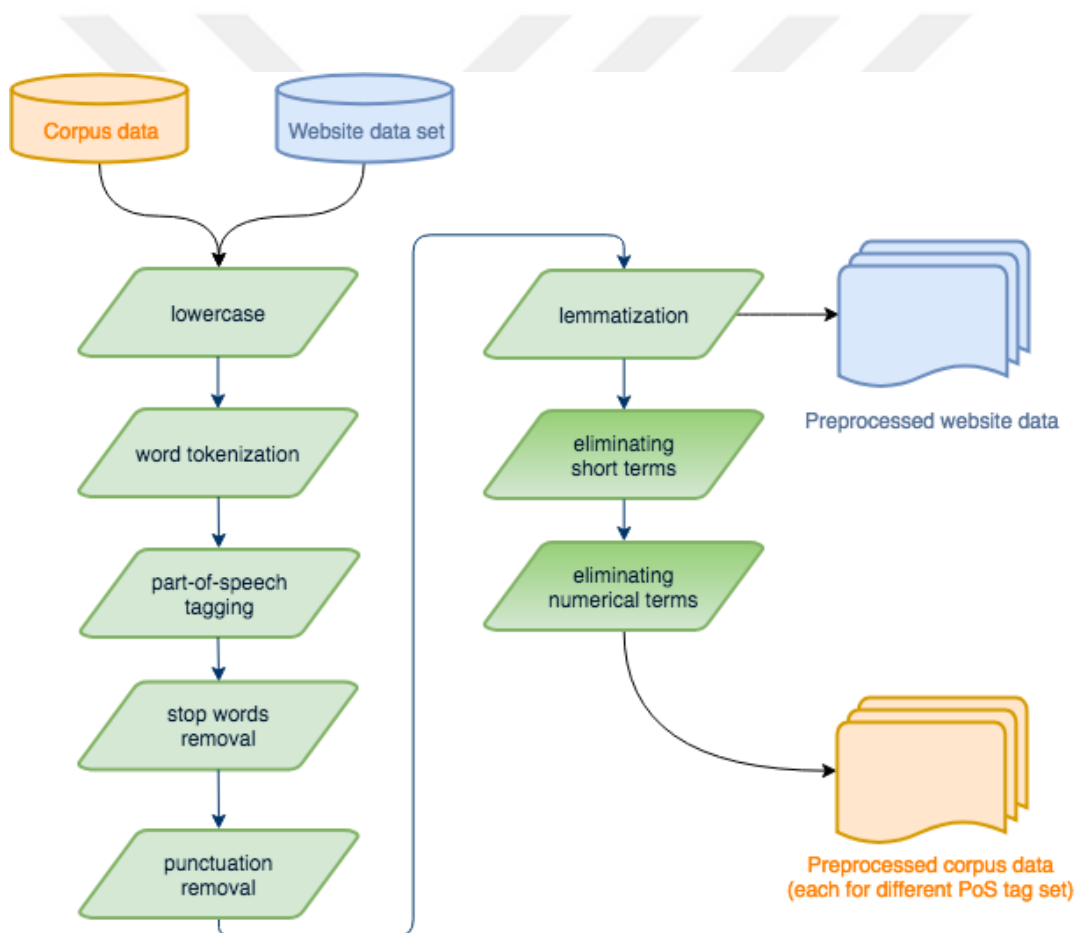 Corpus data
Website data set
lowercase
word tokenization
part-of-speech
tagging
stop words
removal
punctuation
removal
lemmatization
eliminating
short terms
eliminating
numerical terms
Preprocessed website data
Preprocessed corpus data
(each for different PoS tag set)